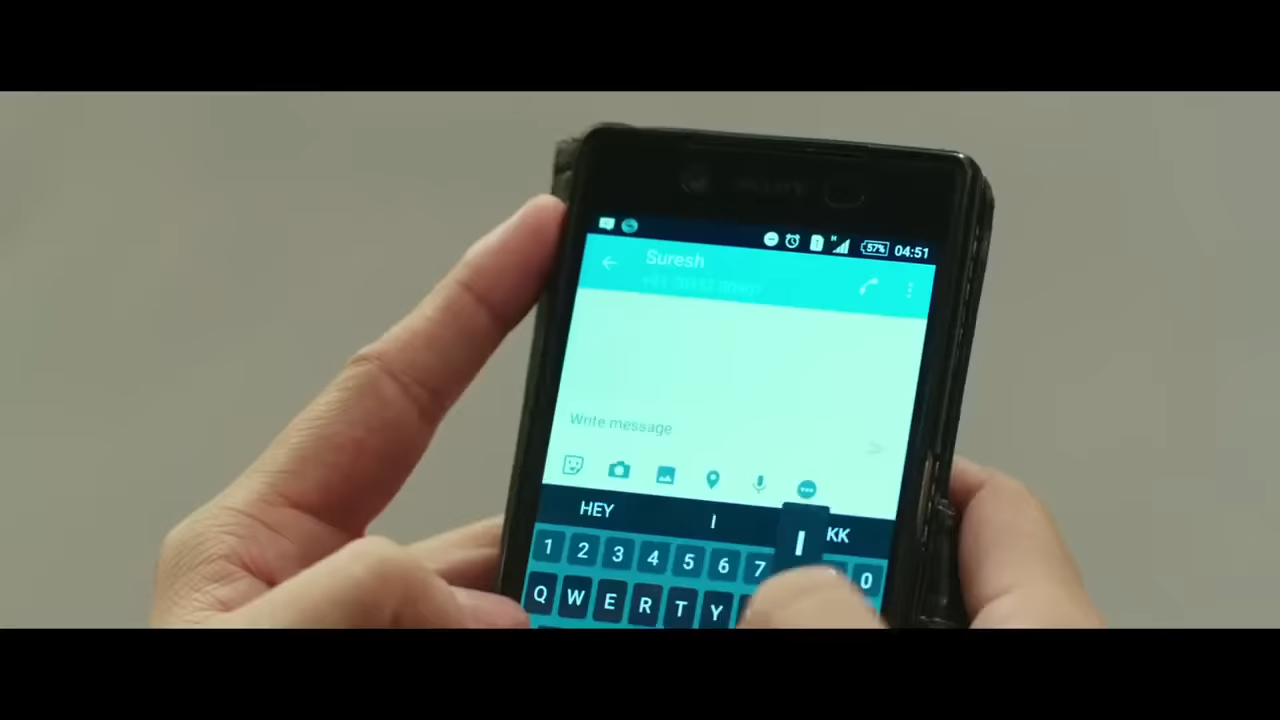 57% 04:51
Suresh
Write message
HEY I KK
I
1 2 3 4 5 6 7 0
Q W E R T Y